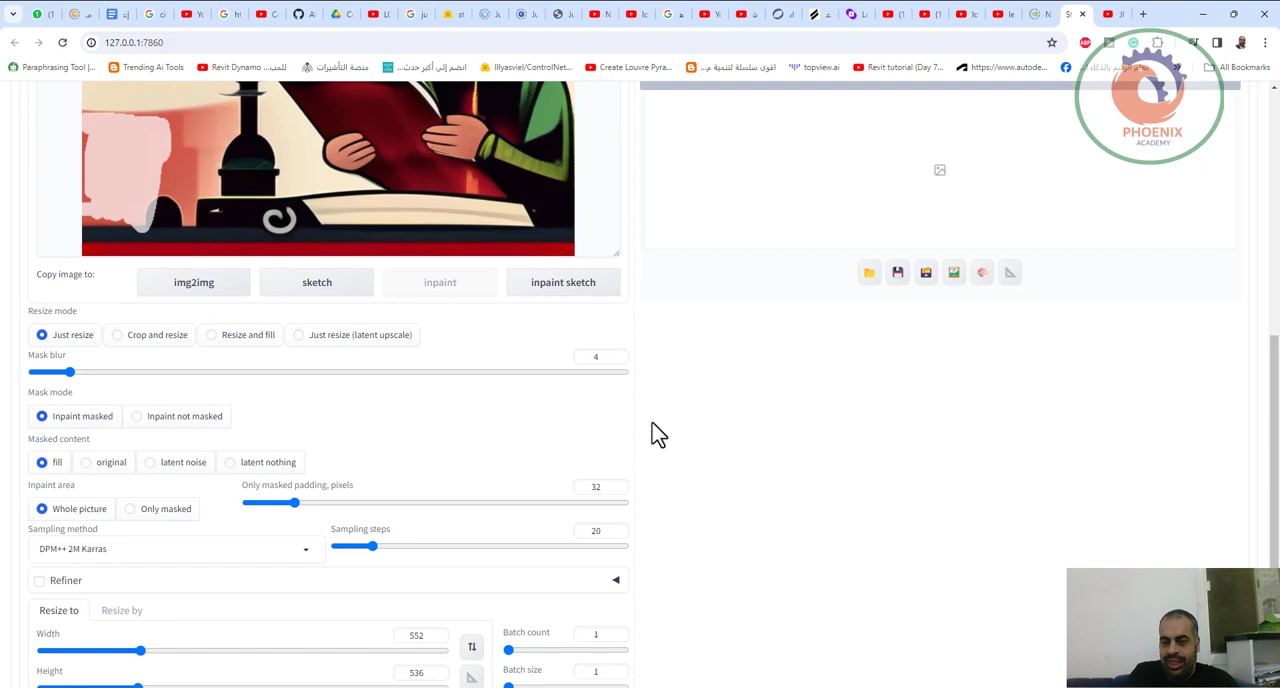 127.0.0.1:7860
Paraphrasing Tool |...
Trending Ai Tools
Revit Dynamo للمب...
منصة التأشيرات
Illyasviel/ControlNet...
Create Louvre Pyra...
اقوى سلسلة لتنمية م...
topview.ai
Revit tutorial (Day 7...
https://www.autode...
All Bookmarks
PHOENIX
ACADEMY
Copy image to:
img2img
sketch
inpaint
inpaint sketch
Resize mode
Just resize
Crop and resize
Resize and fill
Just resize (latent upscale)
Mask blur
4
Mask mode
Inpaint masked
Inpaint not masked
Masked content
fill
original
latent noise
latent nothing
Inpaint area
Only masked padding, pixels
32
Whole picture
Only masked
Sampling method
Sampling steps
20
DPM++ 2M Karras
Refiner
Resize to
Resize by
Width
552
Batch count
1
Height
536
Batch size
1